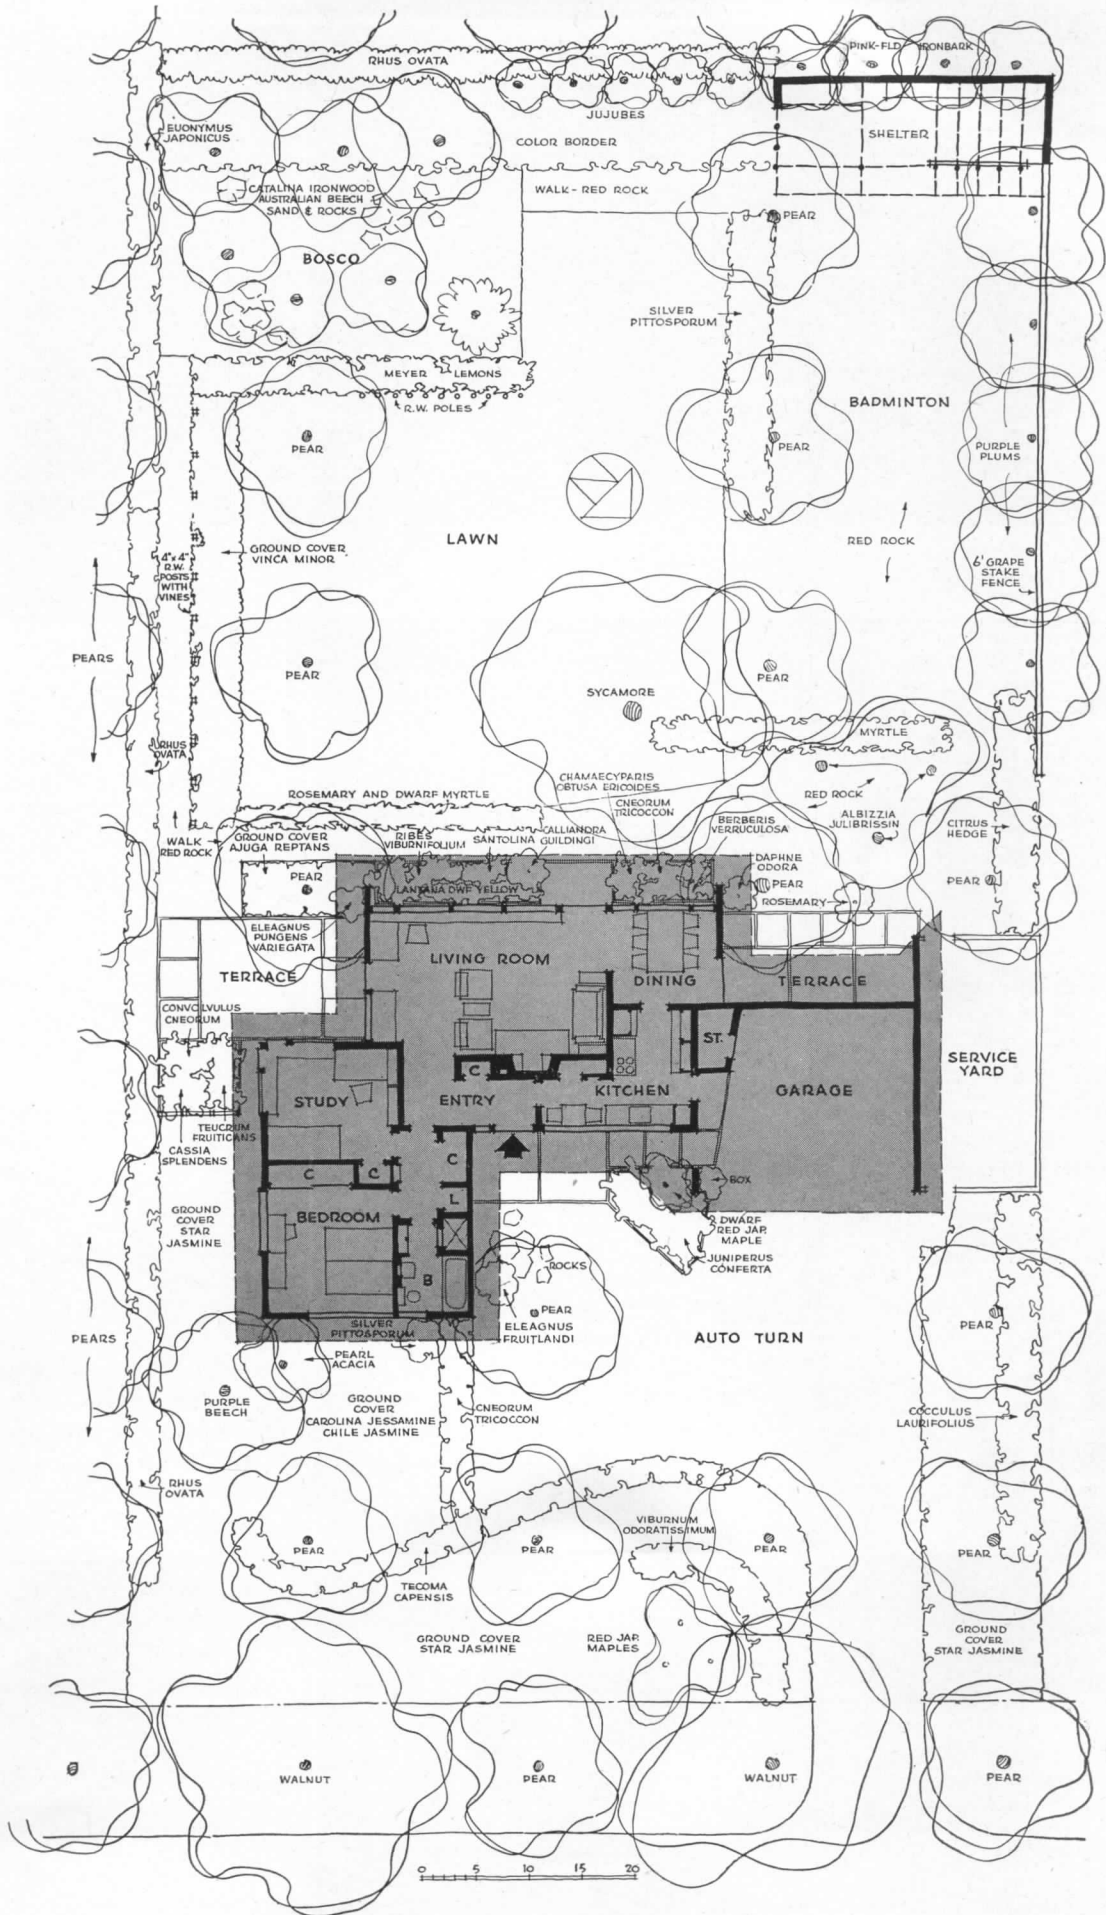 PINK-FLD IRONBARK
RHUS OVATA
JUJUBES
SHELTER
EUONYMUS
JAPONICUS
COLOR BORDER
CATALINA IRONWOOD
AUSTRALIAN BEECH
SAND & ROCKS
WALK-RED ROCK
PEAR
BOSCO
SILVER
PITTOSPORUM
MEYER LEMONS
R.W. POLES
BADMINTON
PEAR
PEAR
PURPLE
PLUMS
LAWN
RED ROCK
GROUND COVER
VINCA MINOR
4"x4"
R.W.
POSTS
WITH
VINES
6' GRAPE
STAKE
FENCE
PEARS
PEAR
PEAR
SYCAMORE
MYRTLE
RHUS
OVATA
CHAMAECYPARIS
OBTUSA ERICOIDES
RED ROCK
ROSEMARY AND DWARF MYRTLE
CNEORUM
TRICOCCON
ALBIZZIA
JULIBRISSIN
WALK
RED ROCK
GROUND COVER
AJUGA REPTANS
RIBES
VIBURNIFOLIUM
SANTOLINA
CALLIANDRA
GUILDINGI
BERBERIS
VERRUCULOSA
CITRUS
HEDGE
DAPHNE
ODORA
PEAR
LANTANA DWF YELLOW
PEAR
PEAR
ROSEMARY
ELEAGNUS
PUNGENS
VARIEGATA
LIVING ROOM
TERRACE
DINING
TERRACE
CONVOLVULUS
CNEORUM
ST.
SERVICE
YARD
C
STUDY
ENTRY
KITCHEN
GARAGE
TEUCRUM
FRUITICANS
CASSIA
SPLENDENS
C
C
C
BOX
L
GROUND
COVER
STAR
JASMINE
BEDROOM
DWARF
RED JAP.
MAPLE
JUNIPERUS
CONFERTA
ROCKS
B
PEAR
ELEAGNUS
FRUITLANDI
PEARS
SILVER
PITTOSPORUM
AUTO TURN
PEAR
PEARL
ACACIA
PURPLE
BEECH
GROUND
COVER
CAROLINA JESSAMINE
CHILE JASMINE
CNEORUM
TRICOCCON
COCCULUS
LAURIFOLIUS
RHUS
OVATA
VIBURNUM
ODORATISSIMUM
PEAR
PEAR
PEAR
PEAR
TECOMA
CAPENSIS
GROUND COVER
STAR JASMINE
RED JAP.
MAPLES
GROUND
COVER
STAR JASMINE
WALNUT
PEAR
WALNUT
PEAR
0 5 10 15 20